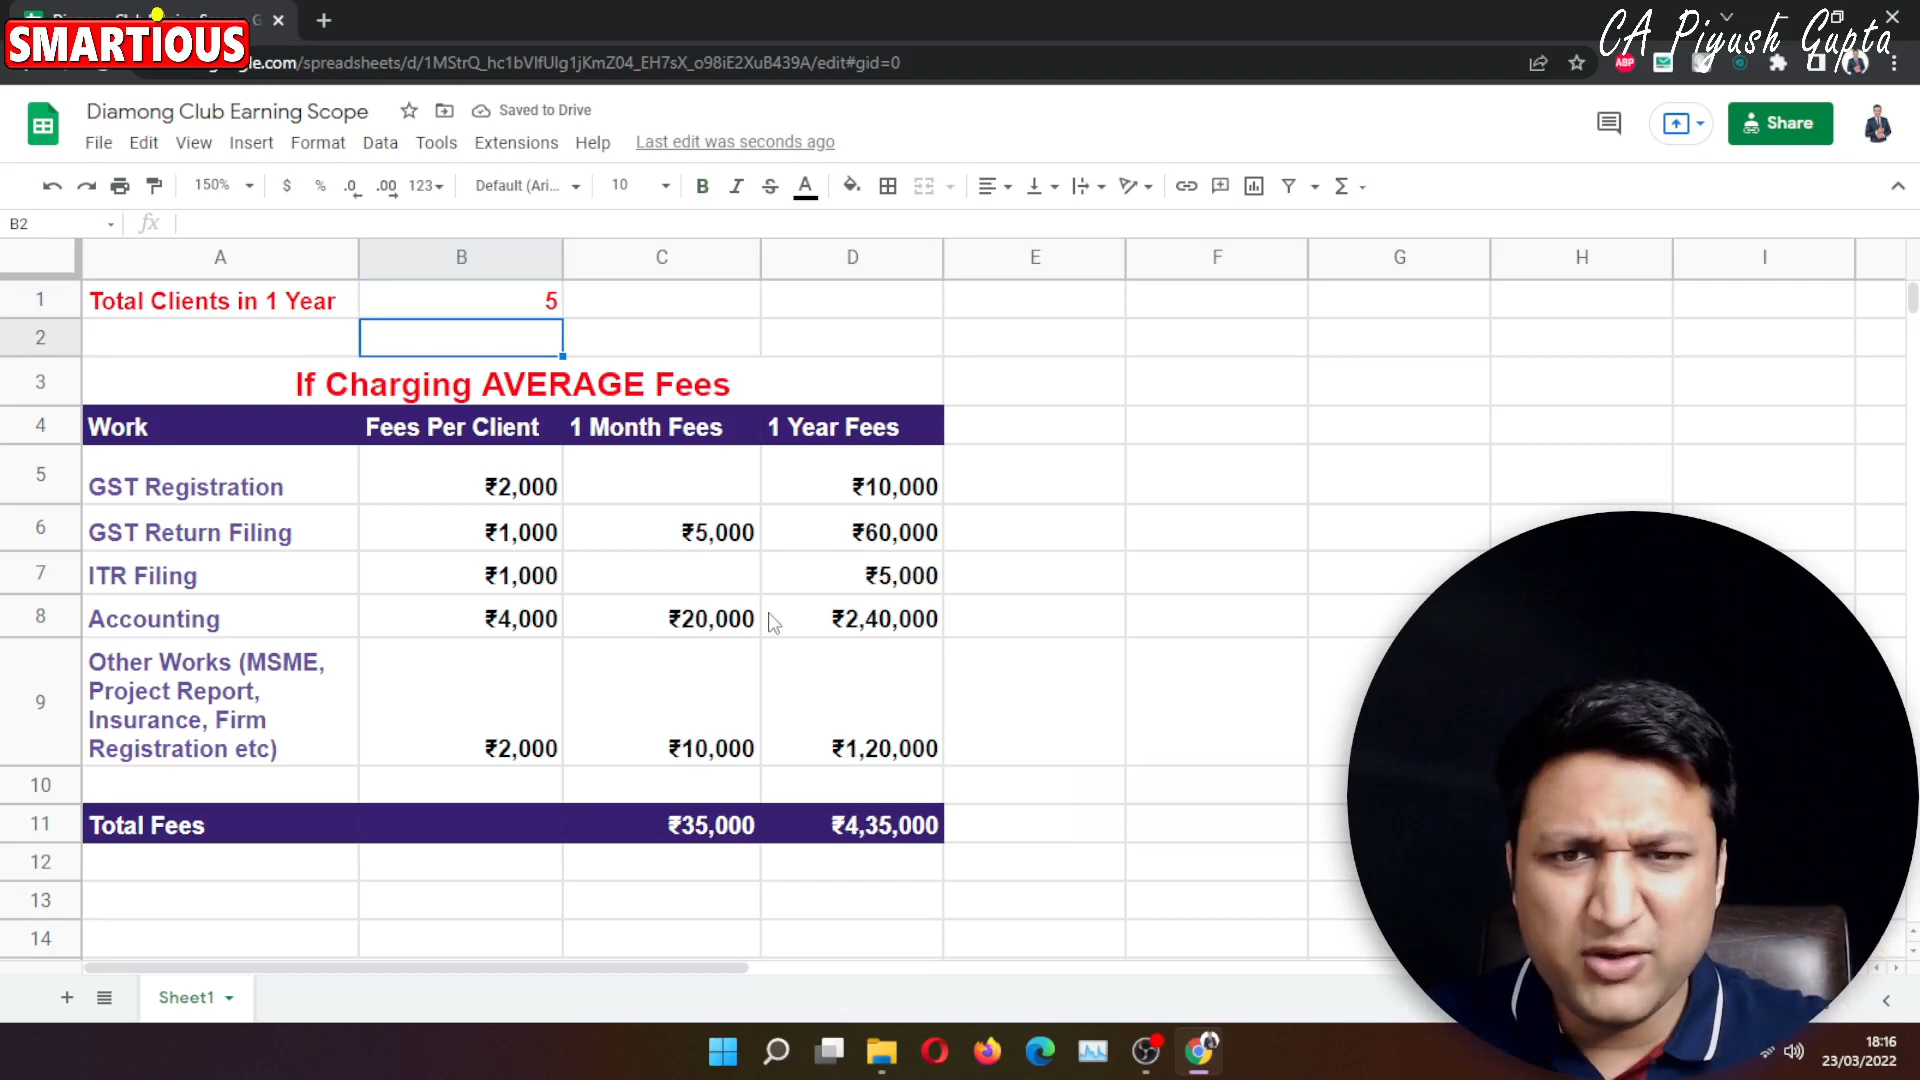 SMARTIOUS
CA Piyush Gupta
.com/spreadsheets/d/1MStrQ_hc1bVlfUlg1jKmZ04_EH7sX_o98iE2XuB439A/edit#gid=0
ABP
Diamong Club Earning Scope
Saved to Drive
File Edit View Insert Format Data Tools Extensions Help
Last edit was seconds ago
Share
150% $ % .0 .00 123 Default (Ari... 10 B I S A Σ
B2 fx
A B C D E F G H I
1 Total Clients in 1 Year 5
2
3 If Charging AVERAGE Fees
4 Work Fees Per Client 1 Month Fees 1 Year Fees
5 GST Registration ₹2,000 ₹10,000
6 GST Return Filing ₹1,000 ₹5,000 ₹60,000
7 ITR Filing ₹1,000 ₹5,000
8 Accounting ₹4,000 ₹20,000 ₹2,40,000
Other Works (MSME,
Project Report,
9 Insurance, Firm
Registration etc) ₹2,000 ₹10,000 ₹1,20,000
10
11 Total Fees ₹35,000 ₹4,35,000
12
13
14
Sheet1
18:16
23/03/2022